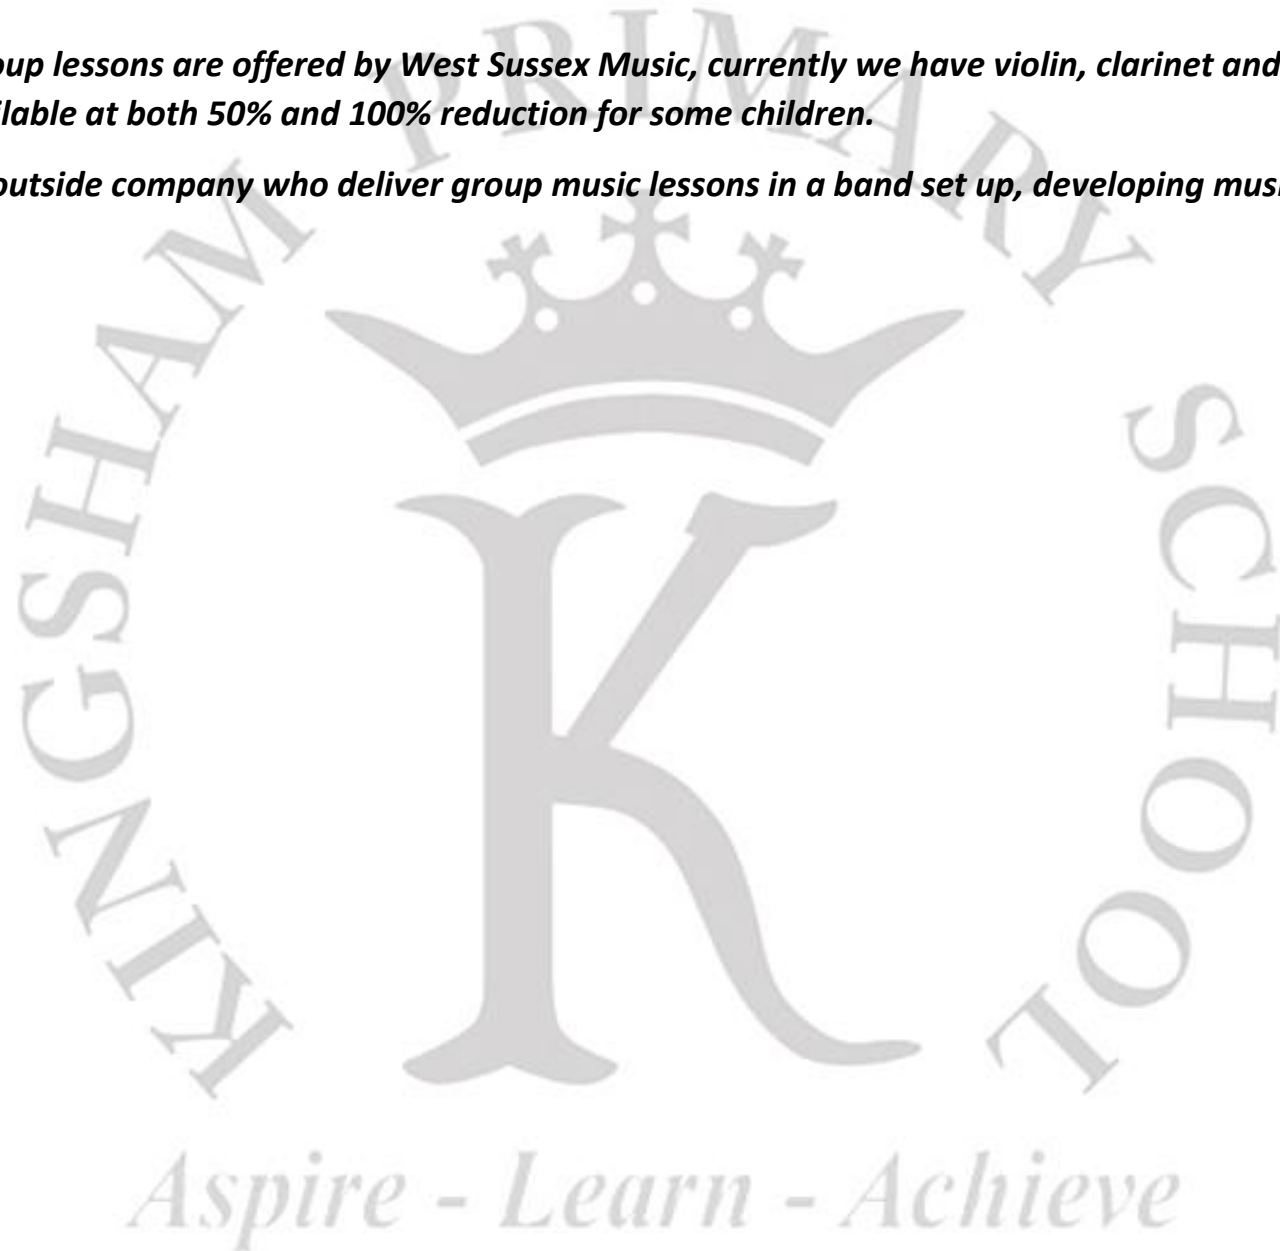 oup lessons are offered by West Sussex Music, currently we have violin, clarinet and
ilable at both 50% and 100% reduction for some children.
outside company who deliver group music lessons in a band set up, developing musi
KINGSHAM PRIMARY SCHOOL
K
Aspire - Learn - Achieve